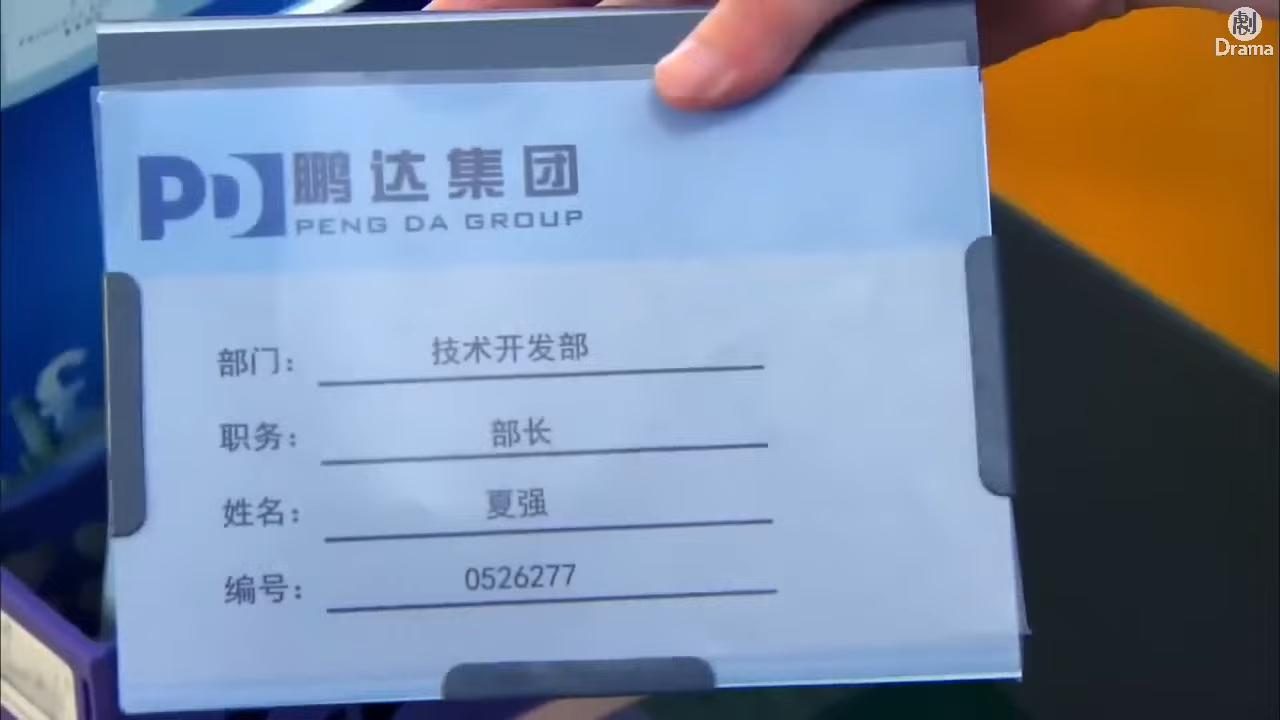 劇
Drama
PD 鹏达集团
PENG DA GROUP
部门: 技术开发部
职务: 部长
姓名: 夏强
编号: 0526277